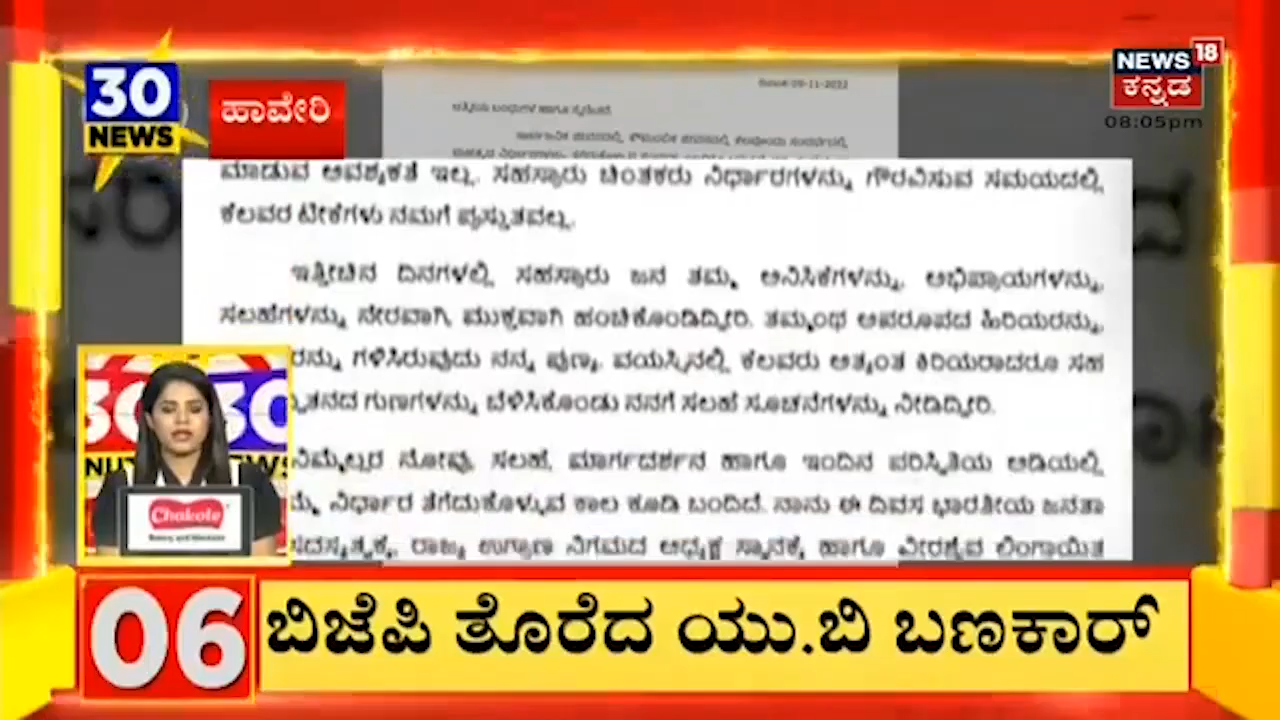 30
NEWS
ಹಾವೇರಿ
NEWS 18
ಕನ್ನಡ
08:05pm
ಮಾಡುವ ಅವಶ್ಯಕತೆ ಇಲ್ಲ. ಸಹಸ್ರಾರು ಚಿಂತಕರು ನಿರ್ಧಾರಗಳನ್ನು ಗೌರವಿಸುವ ಸಮಯದಲ್ಲಿ
ಕೆಲವರ ಟೀಕೆಗಳು ನಮಗೆ ಪ್ರಸ್ತುತವಲ್ಲ.
ಇತ್ತೀಚಿನ ದಿನಗಳಲ್ಲಿ ಸಹಸ್ರಾರು ಜನ ತಮ್ಮ ಅನಿಸಿಕೆಗಳನ್ನು, ಅಭಿಪ್ರಾಯಗಳನ್ನು,
ಸಲಹೆಗಳನ್ನು ನೇರವಾಗಿ, ಮುಕ್ತವಾಗಿ ಹಂಚಿಕೊಂಡಿದ್ದೀರಿ. ತಮ್ಮಂಥ ಅಪರೂಪದ ಹಿರಿಯರನ್ನು,
ರನ್ನು ಗಳಿಸಿರುವುದು ನನ್ನ ಪುಣ್ಯ. ವಯಸ್ಸಿನಲ್ಲಿ ಕೆಲವರು ಅತ್ಯಂತ ಕಿರಿಯರಾದರೂ ಸಹ
ತನದ ಗುಣಗಳನ್ನು ಬೆಳೆಸಿಕೊಂಡು ನನಗೆ ಸಲಹೆ ಸೂಚನೆಗಳನ್ನು ನೀಡಿದ್ದೀರಿ.
ನಿಮ್ಮೆಲ್ಲರ ನೋವು, ಸಲಹೆ, ಮಾರ್ಗದರ್ಶನ ಹಾಗೂ ಇಂದಿನ ಪರಿಸ್ಥಿತಿಯ ಅಡಿಯಲ್ಲಿ
ನಿರ್ಧಾರ ತೆಗೆದುಕೊಳ್ಳುವ ಕಾಲ ಕೂಡಿ ಬಂದಿದೆ. ನಾನು ಈ ದಿವಸ ಭಾರತೀಯ ಜನತಾ
ಸದಸ್ಯತ್ವಕ್ಕೆ, ರಾಜ್ಯ ಉಗ್ರಾಣ ನಿಗಮದ ಅಧ್ಯಕ್ಷ ಸ್ಥಾನಕ್ಕೆ ಹಾಗೂ ವೀರಶೈವ ಲಿಂಗಾಯಿತ
Chakote
06
ಬಿಜೆಪಿ ತೊರೆದ ಯು.ಬಿ ಬಣಕಾರ್